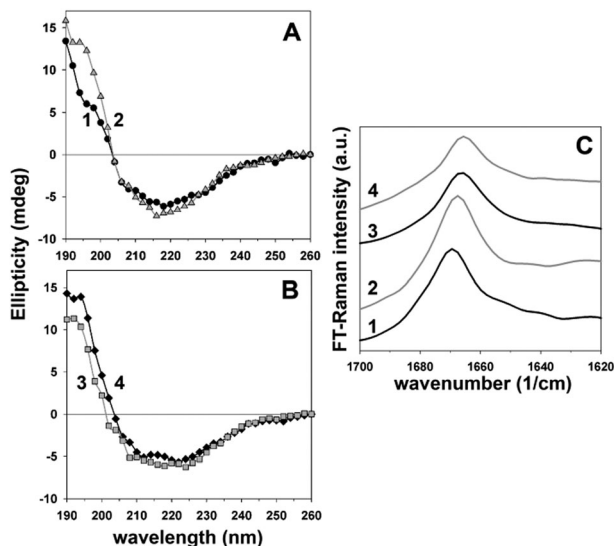 A
15
10
5
0
-5
-10
1
2
190 200 210 220 230 240 250 260
Ellipticity (mdeg)
B
15
10
5
0
-5
-10
3
4
190 200 210 220 230 240 250 260
wavelength (nm)
C
FT-Raman intensity (a.u.)
4
3
2
1
1700 1680 1660 1640 1620
wavenumber (1/cm)